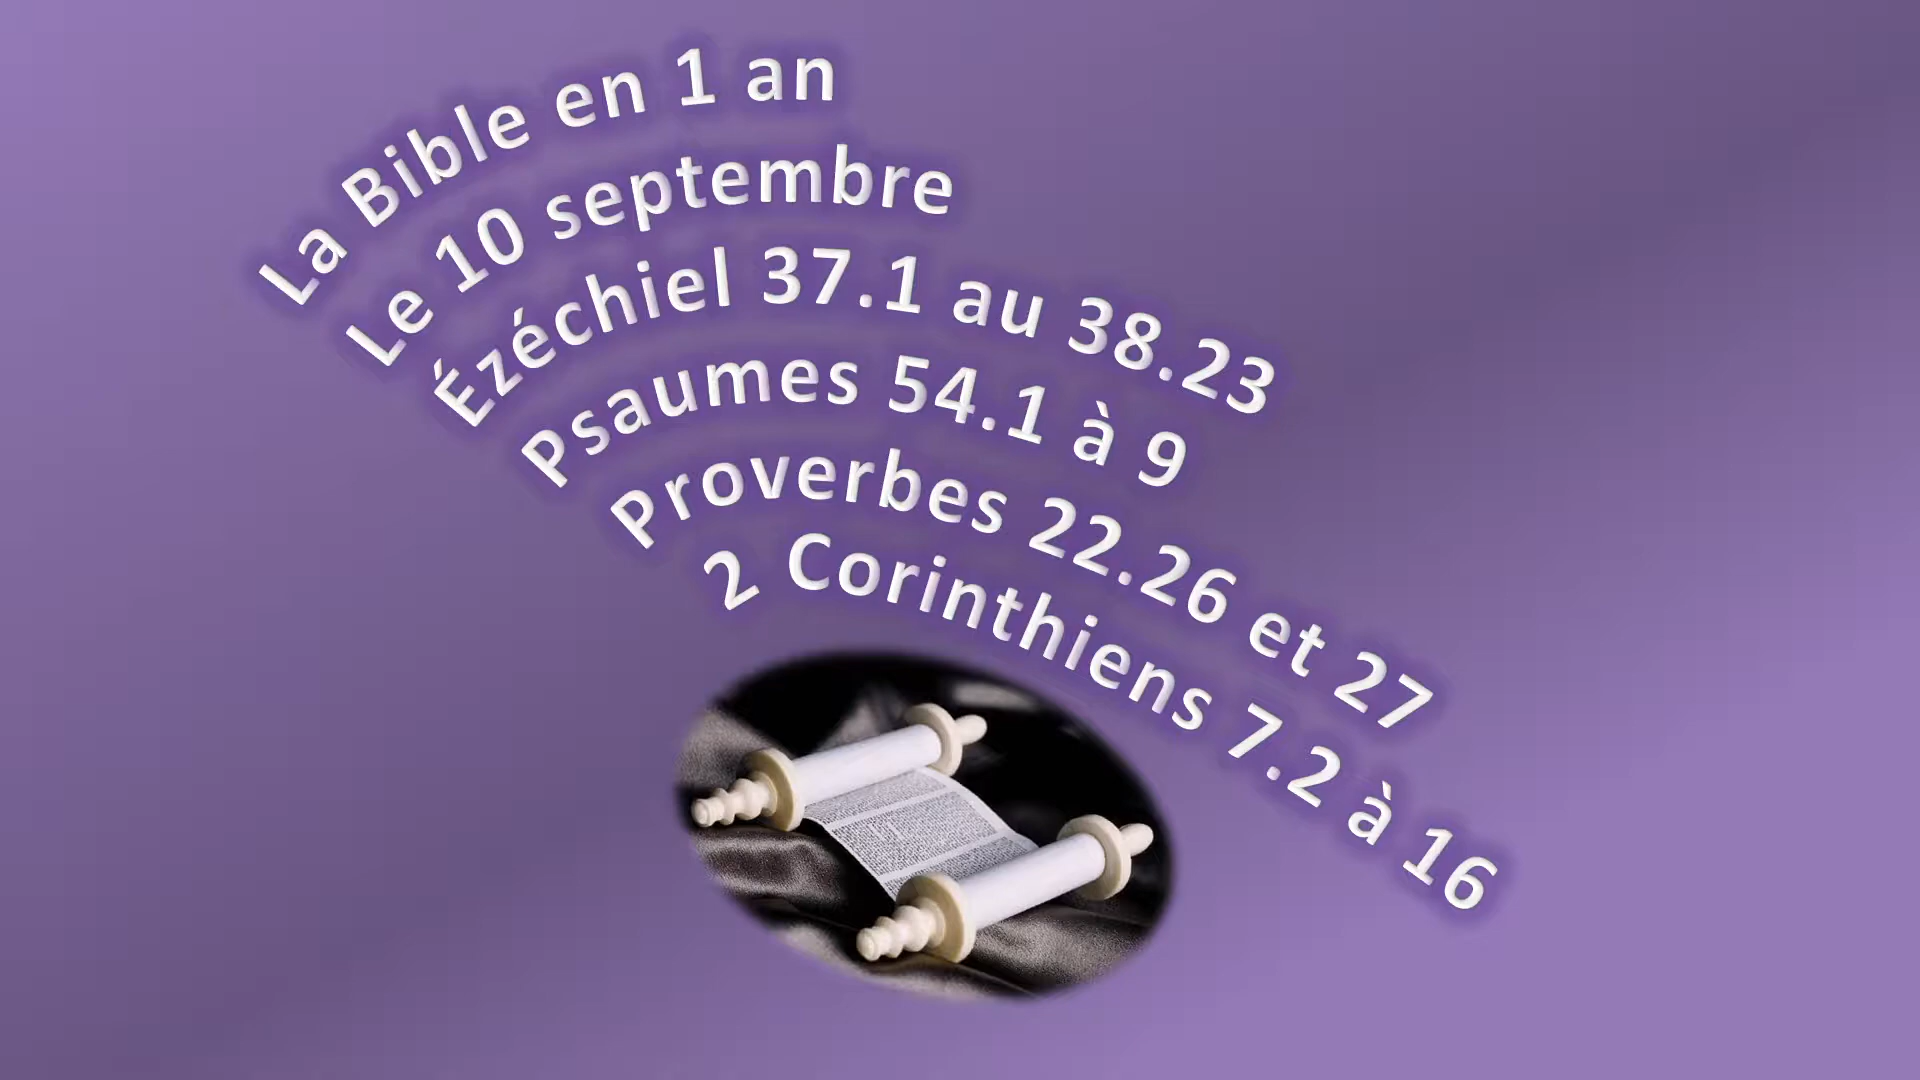 La Bible en 1 an
Le 10 septembre
Ézéchiel 37.1 au 38.23
Psaumes 54.1 à 9
Proverbes 22.26 et 27
2 Corinthiens 7.2 à 16